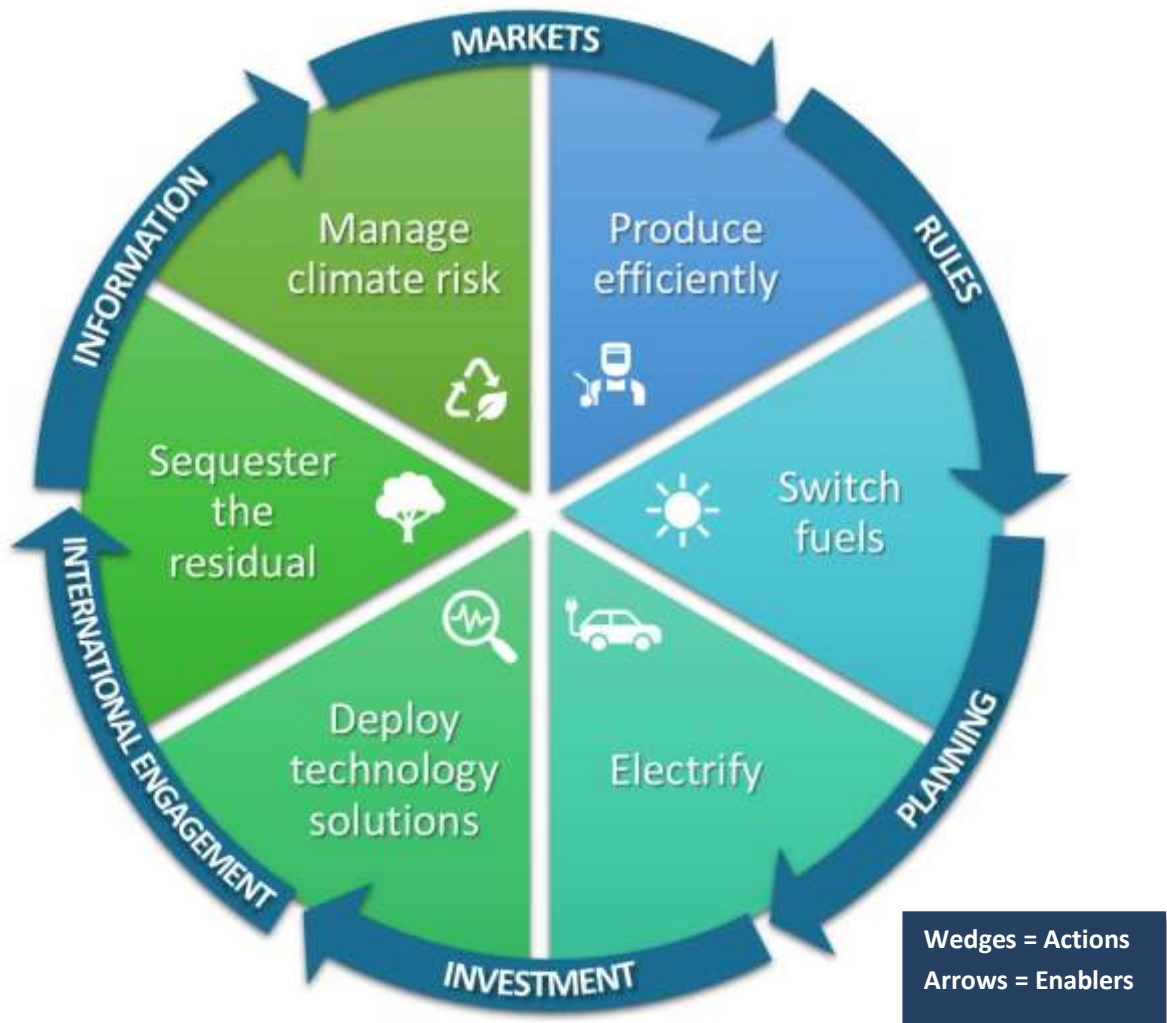 MARKETS
RULES
PLANNING
INVESTMENT
INTERNATIONAL ENGAGEMENT
INFORMATION
Manage
climate risk
Produce
efficiently
Sequester
the
residual
Switch
fuels
Deploy
technology
solutions
Electrify
Wedges = Actions
Arrows = Enablers